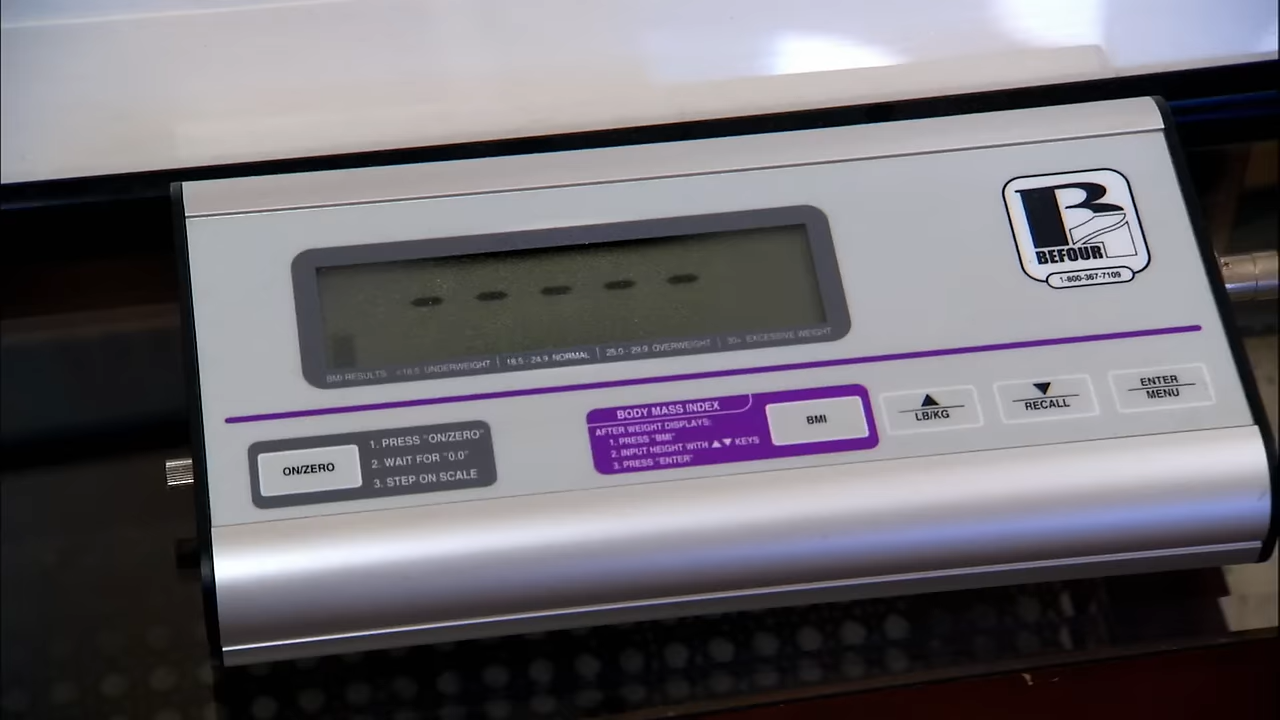 BEFOUR
1-800-367-7109
- - - - -
BMI RESULTS: <18.5 UNDERWEIGHT | 18.5 - 24.9 NORMAL | 25.0 - 29.9 OVERWEIGHT | 30+ EXCESSIVE WEIGHT
ON/ZERO
1. PRESS "ON/ZERO"
2. WAIT FOR "0.0"
3. STEP ON SCALE
BODY MASS INDEX
AFTER WEIGHT DISPLAYS:
1. PRESS "BMI"
2. INPUT HEIGHT WITH ▲▼ KEYS
3. PRESS "ENTER"
BMI
▲
LB/KG
▼
RECALL
ENTER
MENU